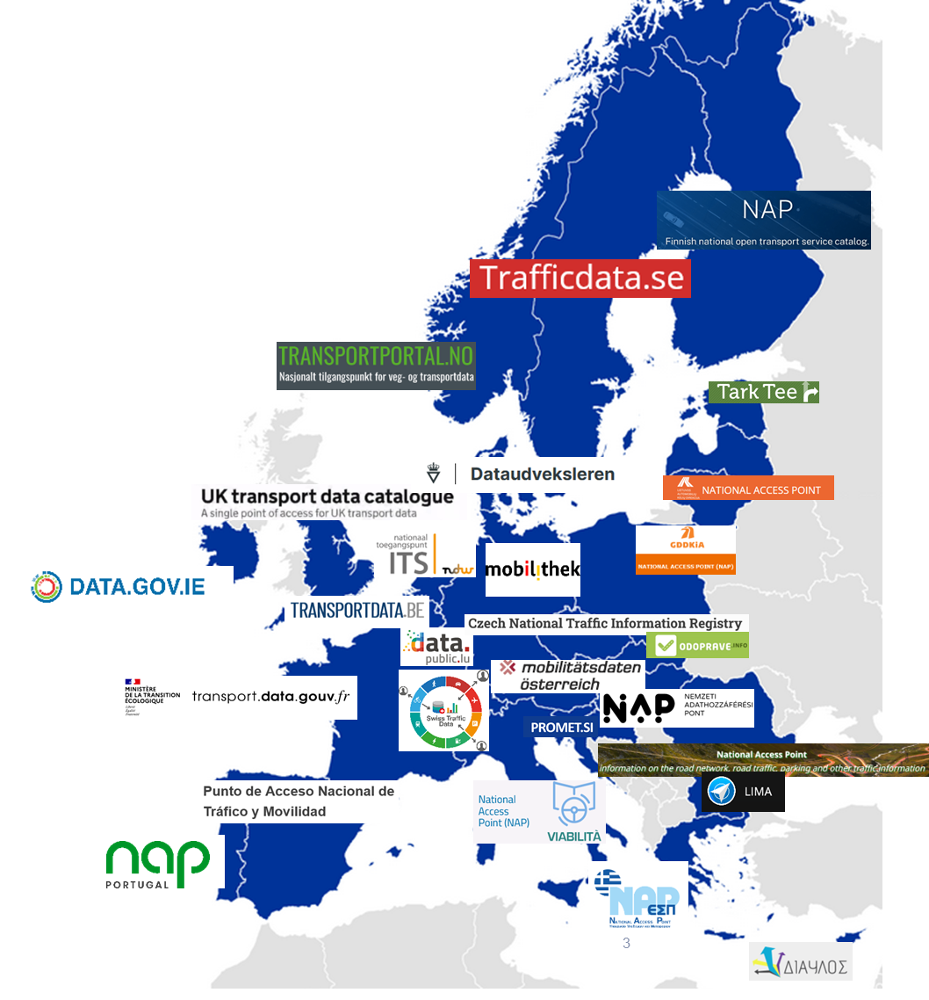 NAP
Finnish national open transport service catalog.
Trafficdata.se
TRANSPORTPORTAL.NO
Nasjonalt tilgangspunkt for veg- og transportdata
Tark Tee
Dataudveksleren
NATIONAL ACCESS POINT
UK transport data catalogue
A single point of access for UK transport data
GDDKiA
NATIONAL ACCESS POINT (NAP)
nationaal
toegangspunt
ITS
ndw
mobilithek
DATA.GOV.IE
TRANSPORTDATA.BE
Czech National Traffic Information Registry
ODOPRAVE.INFO
data.
public.lu
mobilitätsdaten
österreich
MINISTÈRE
DE LA TRANSITION
ÉCOLOGIQUE
Liberté
Égalité
Fraternité
transport.data.gouv.fr
Swiss Traffic
Data
NAP
NEMZETI
ADATHOZZÁFÉRÉSI
PONT
PROMET.SI
National Access Point
information on the road network, road traffic, parking and other traffic information
LIMA
Punto de Acceso Nacional de
Tráfico y Movilidad
National
Access
Point (NAP)
VIABILITÀ
nap
PORTUGAL
NAP
ΕΣΠ
NATIONAL ACCESS POINT
3
ΔΙΑΥΛΟΣ